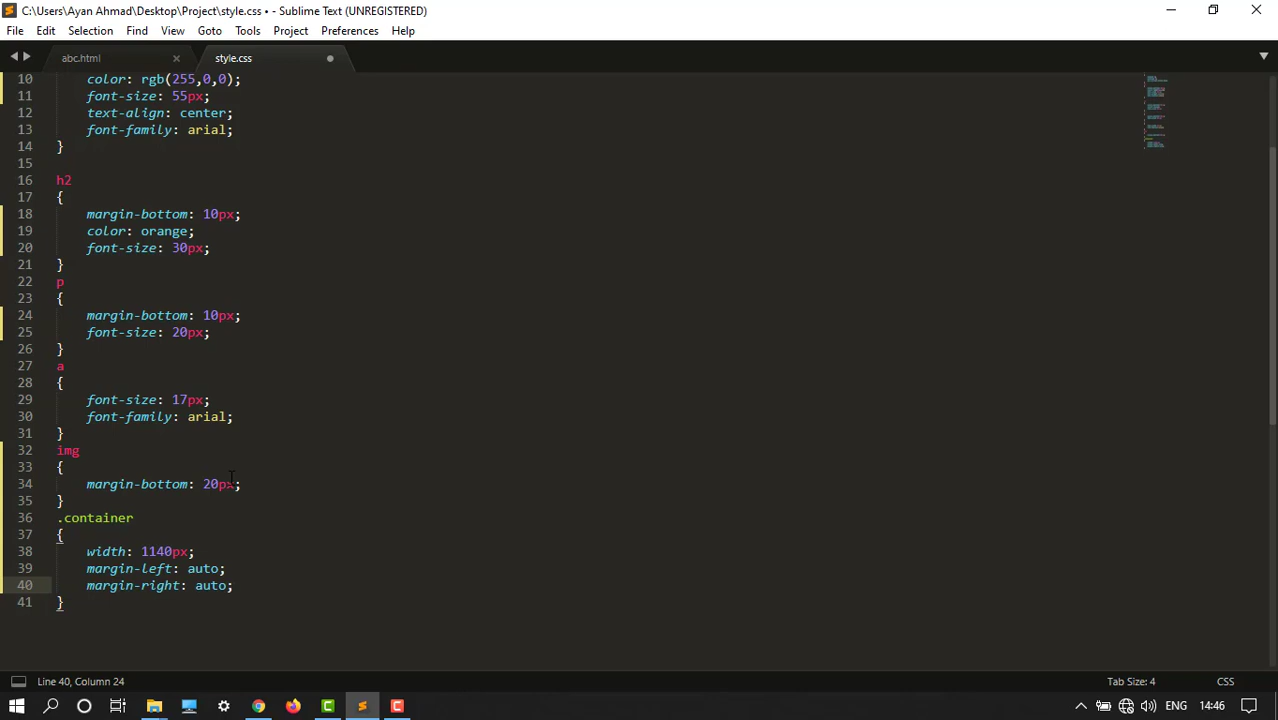 C:\Users\Ayan Ahmad\Desktop\Project\style.css • - Sublime Text (UNREGISTERED)
File Edit Selection Find View Goto Tools Project Preferences Help
abc.html style.css
10 color: rgb(255,0,0);
11 font-size: 55px;
12 text-align: center;
13 font-family: arial;
14 }
15
16 h2
17 {
18 margin-bottom: 10px;
19 color: orange;
20 font-size: 30px;
21 }
22 p
23 {
24 margin-bottom: 10px;
25 font-size: 20px;
26 }
27 a
28 {
29 font-size: 17px;
30 font-family: arial;
31 }
32 img
33 {
34 margin-bottom: 20px;
35 }
36 .container
37 {
38 width: 1140px;
39 margin-left: auto;
40 margin-right: auto;
41 }
Line 40, Column 24 Tab Size: 4 CSS
ENG 14:46